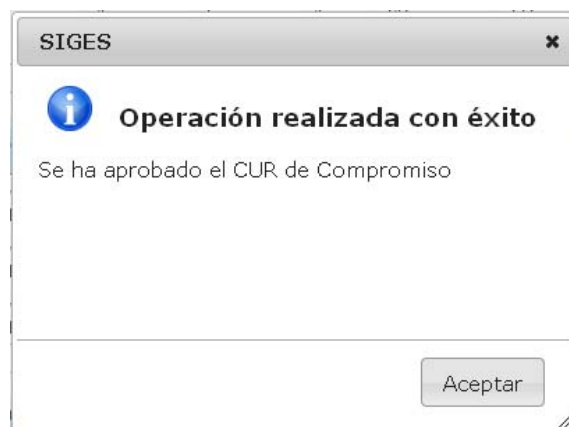 SIGES
Operación realizada con éxito
Se ha aprobado el CUR de Compromiso
Aceptar